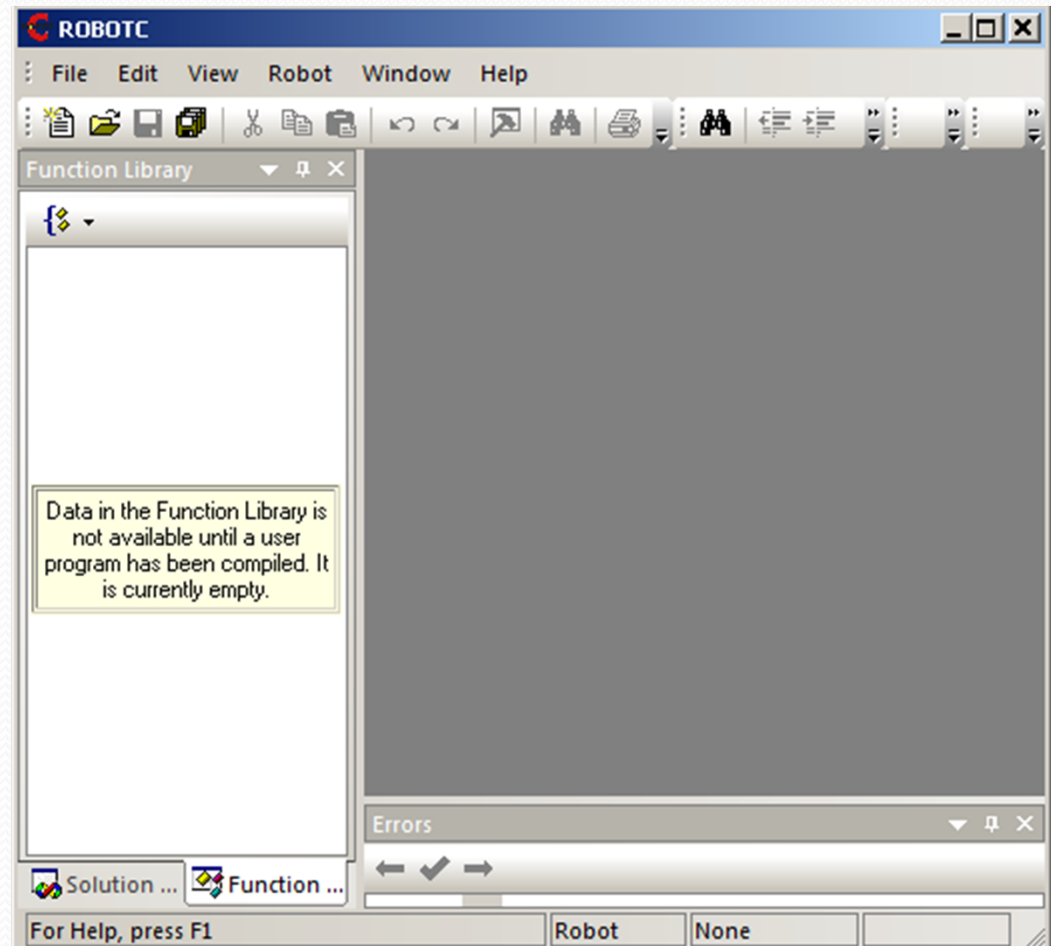 ROBOTC
File Edit View Robot Window Help
Function Library
Data in the Function Library is
not available until a user
program has been compiled. It
is currently empty.
Errors
Solution ... Function ...
For Help, press F1 Robot None